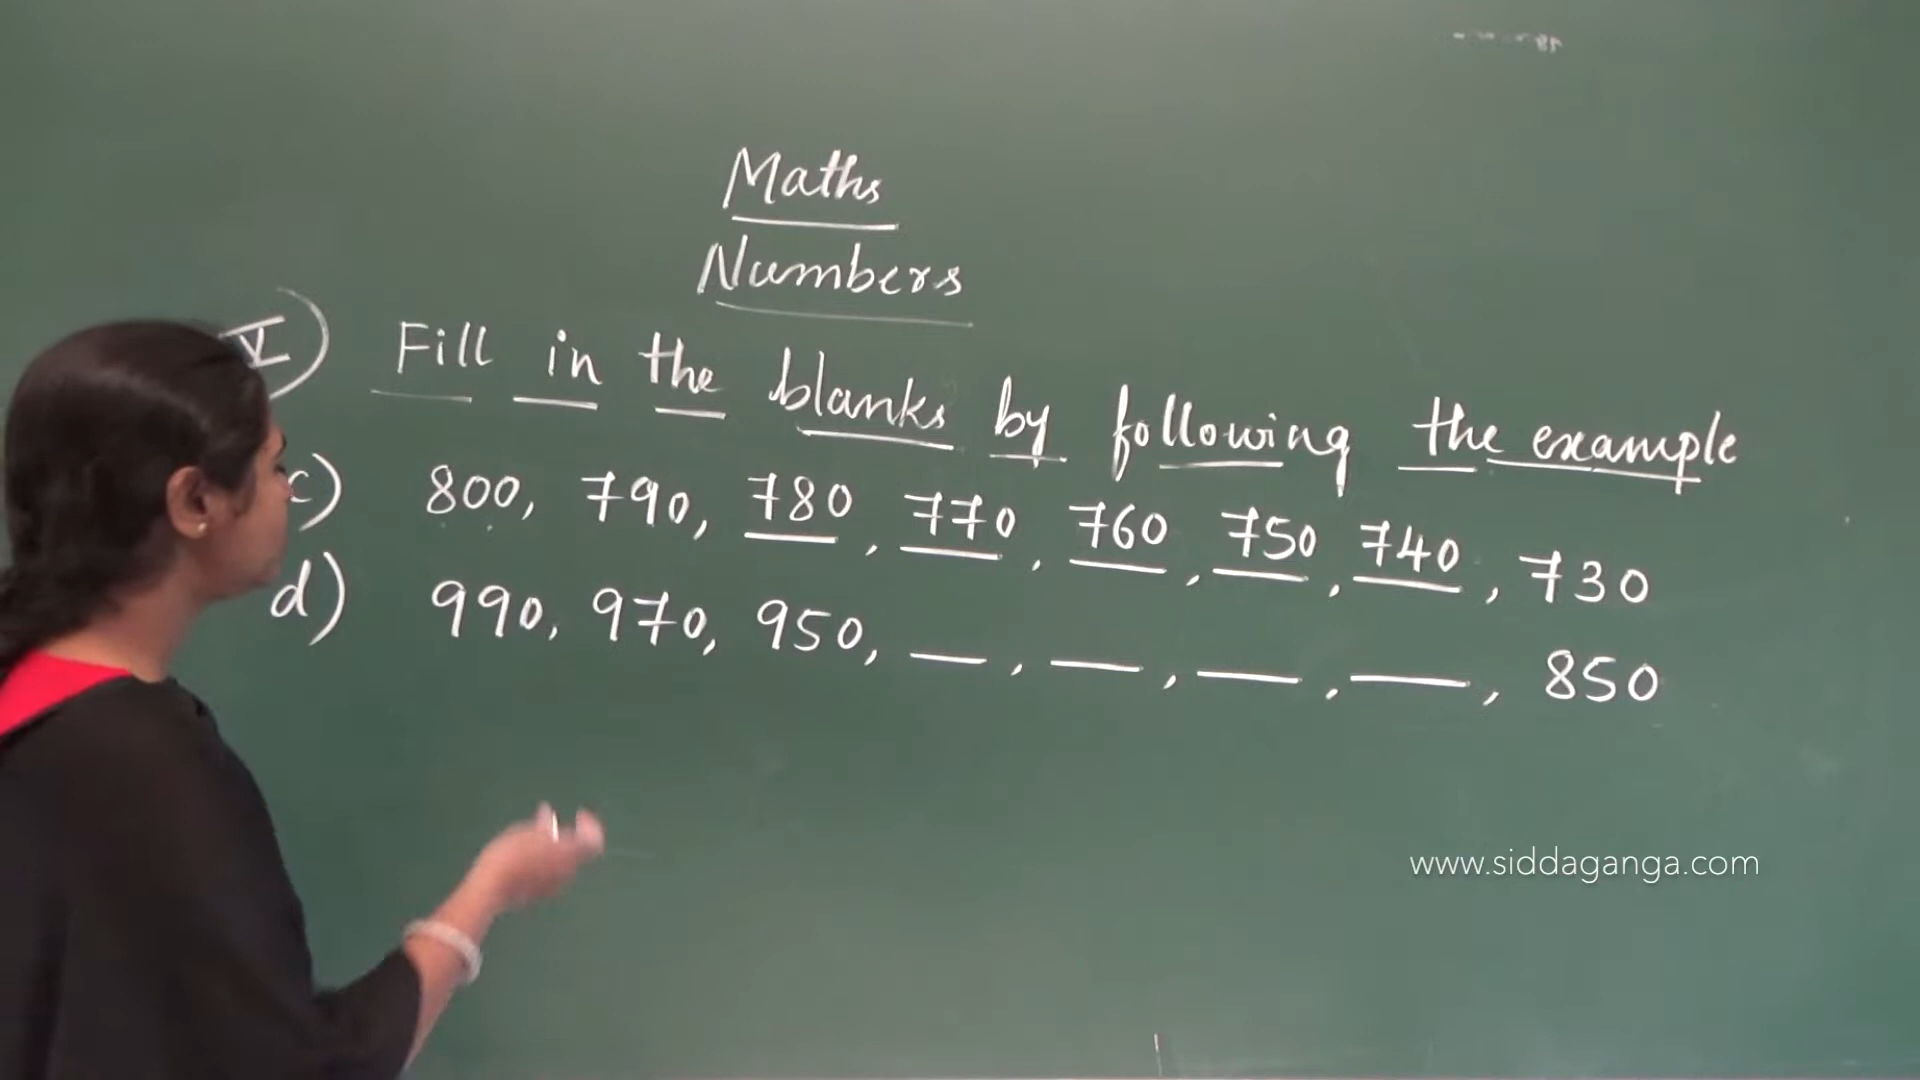 Maths
Numbers
V) Fill in the blanks by following the example
c) 800, 790, 780, 770, 760, 750, 740, 730
d) 990, 970, 950, __, __, __, __, 850
www.siddaganga.com